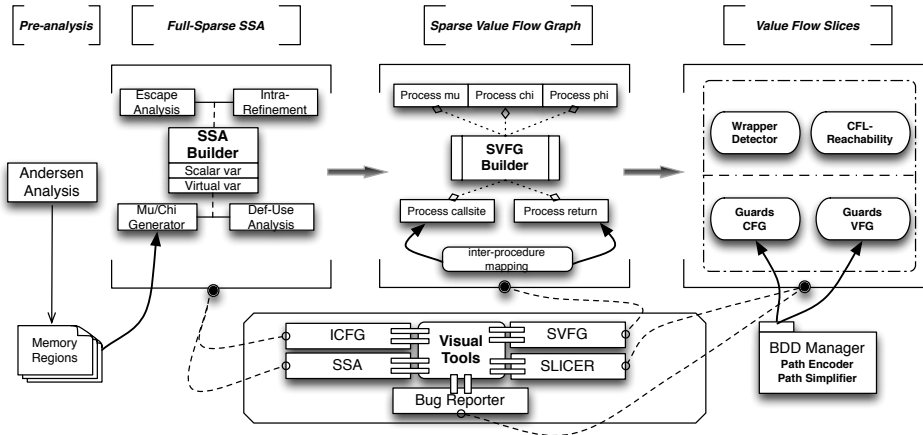 Pre-analysis
Full-Sparse SSA
Sparse Value Flow Graph
Value Flow Slices
Andersen
Analysis
Memory
Regions
Escape
Analysis
Intra-
Refinement
SSA
Builder
Scalar var
Virtual var
Mu/Chi
Generator
Def-Use
Analysis
Process mu
Process chi
Process phi
SVFG
Builder
Process callsite
Process return
inter-procedure
mapping
Wrapper
Detector
CFL-
Reachability
Guards
CFG
Guards
VFG
BDD Manager
Path Encoder
Path Simplifier
ICFG
SSA
Visual
Tools
SVFG
SLICER
Bug Reporter